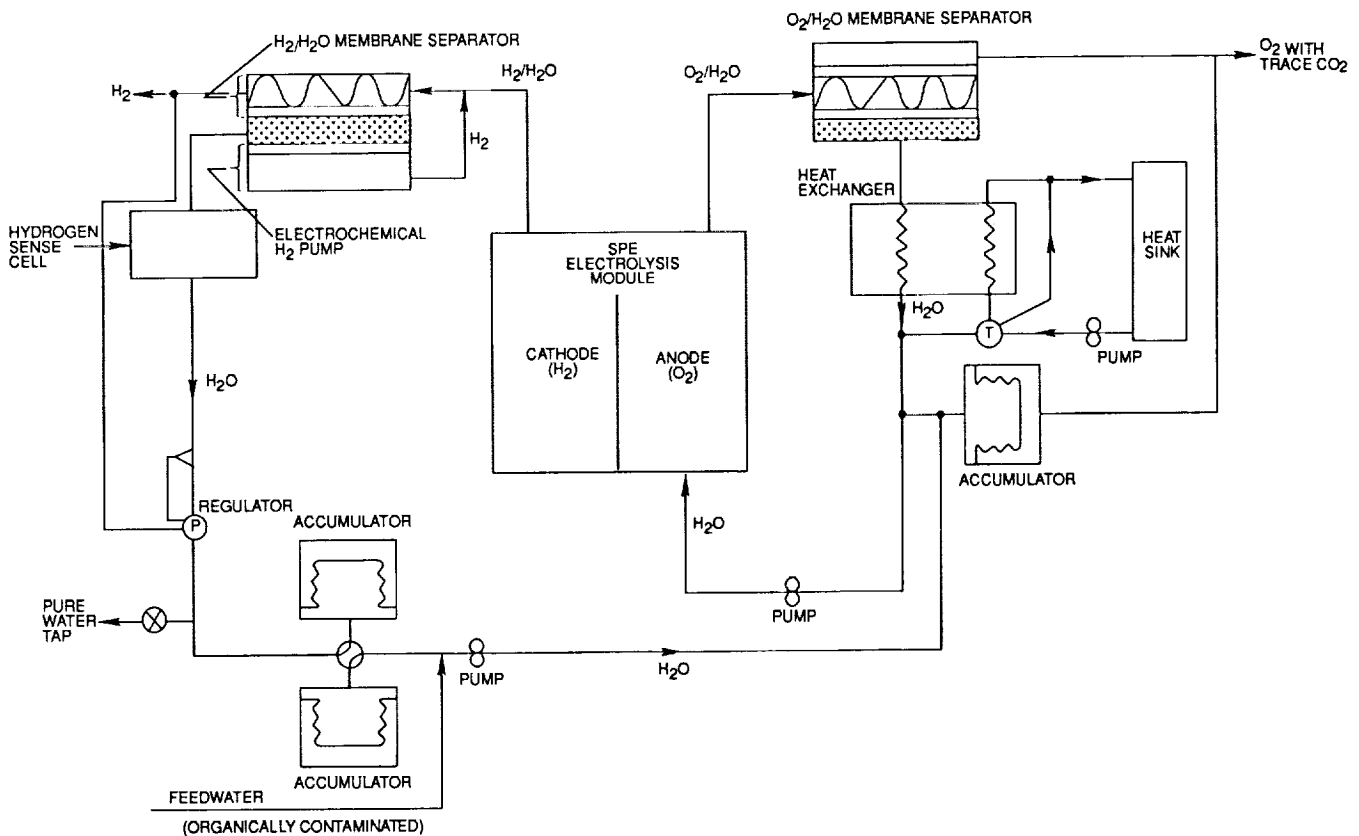 O₂/H₂O MEMBRANE SEPARATOR
H₂/H₂O MEMBRANE SEPARATOR
H₂/H₂O
O₂/H₂O
O₂ WITH
TRACE CO₂
H₂
H₂
HEAT
EXCHANGER
HYDROGEN
SENSE
CELL
ELECTROCHEMICAL
H₂ PUMP
SPE
ELECTROLYSIS
MODULE
HEAT
SINK
H₂O
T
PUMP
CATHODE
(H₂)
ANODE
(O₂)
H₂O
ACCUMULATOR
REGULATOR
P
ACCUMULATOR
H₂O
PUMP
PURE
WATER
TAP
PUMP
H₂O
ACCUMULATOR
FEEDWATER
(ORGANICALLY CONTAMINATED)